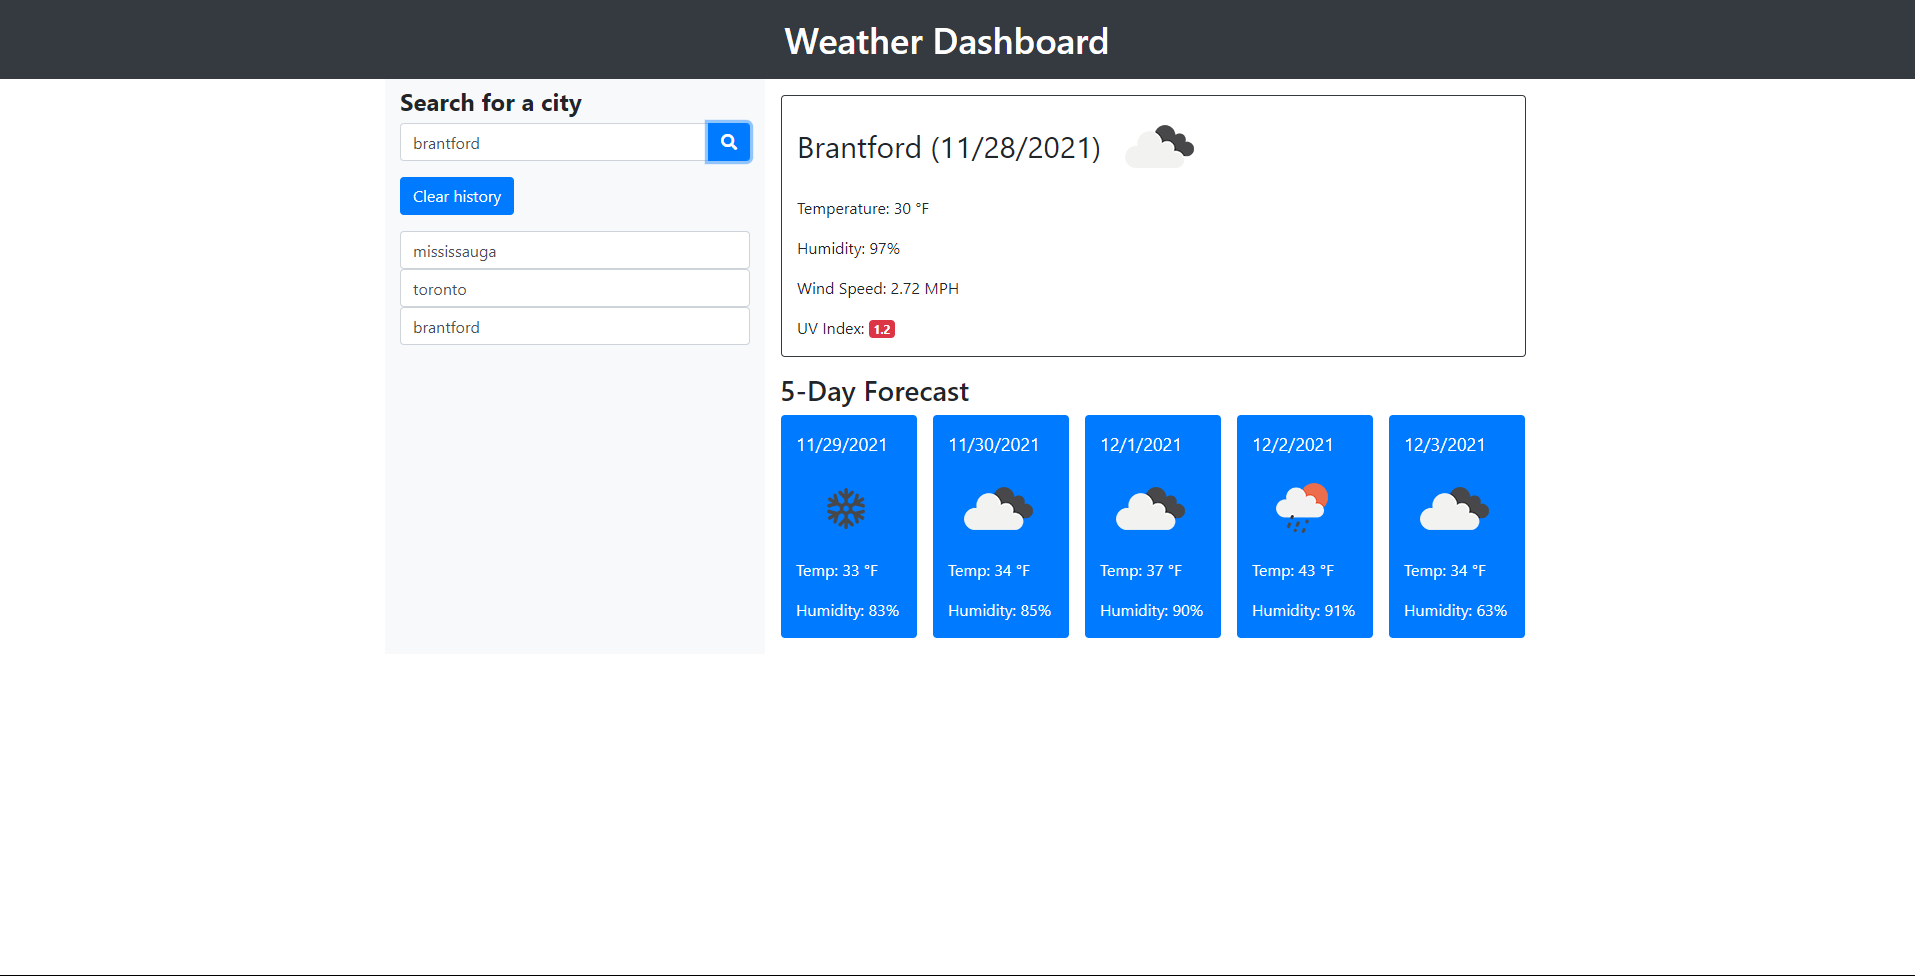 Weather Dashboard
Search for a city
brantford
Clear history
mississauga
toronto
brantford
Brantford (11/28/2021)
Temperature: 30 °F
Humidity: 97%
Wind Speed: 2.72 MPH
UV Index: 1.2
5-Day Forecast
11/29/2021
Temp: 33 °F
Humidity: 83%
11/30/2021
Temp: 34 °F
Humidity: 85%
12/1/2021
Temp: 37 °F
Humidity: 90%
12/2/2021
Temp: 43 °F
Humidity: 91%
12/3/2021
Temp: 34 °F
Humidity: 63%